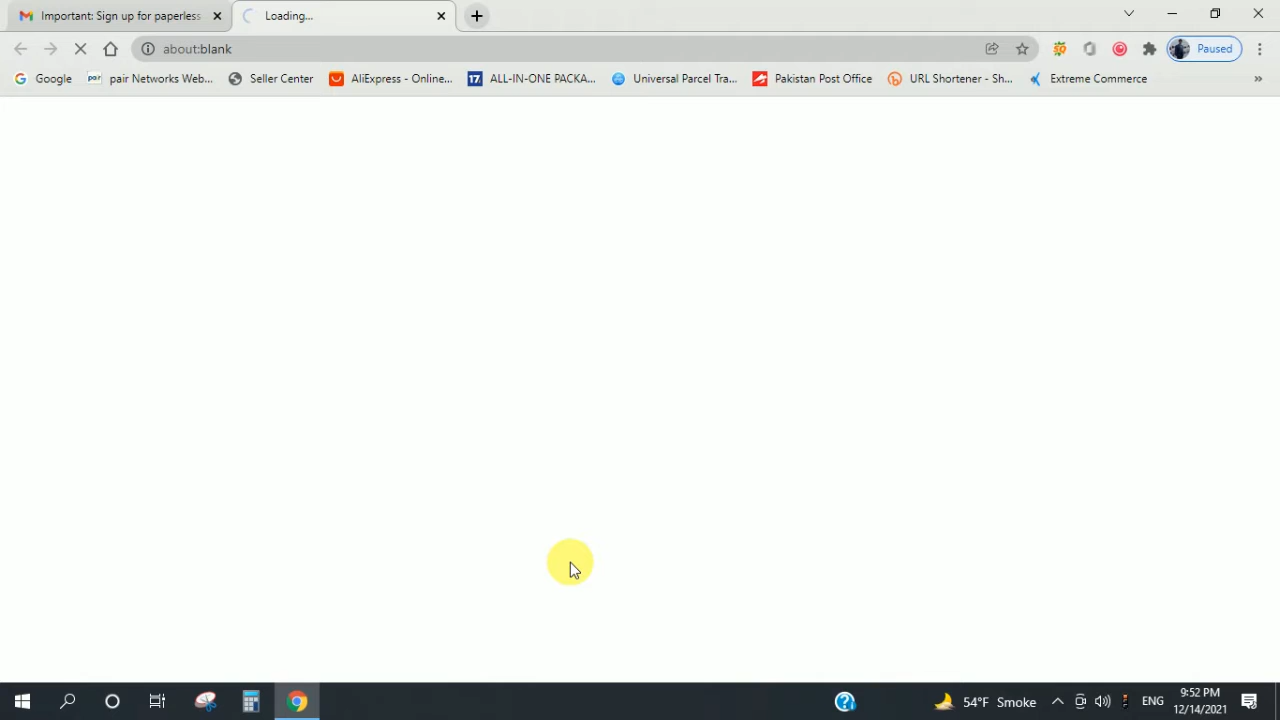 Important: Sign up for paperless
Loading...
about:blank
Paused
Google
pair Networks Web...
Seller Center
AliExpress - Online...
17
ALL-IN-ONE PACKA...
Universal Parcel Tra...
Pakistan Post Office
URL Shortener - Sh...
Extreme Commerce
54°F Smoke
ENG
9:52 PM
12/14/2021